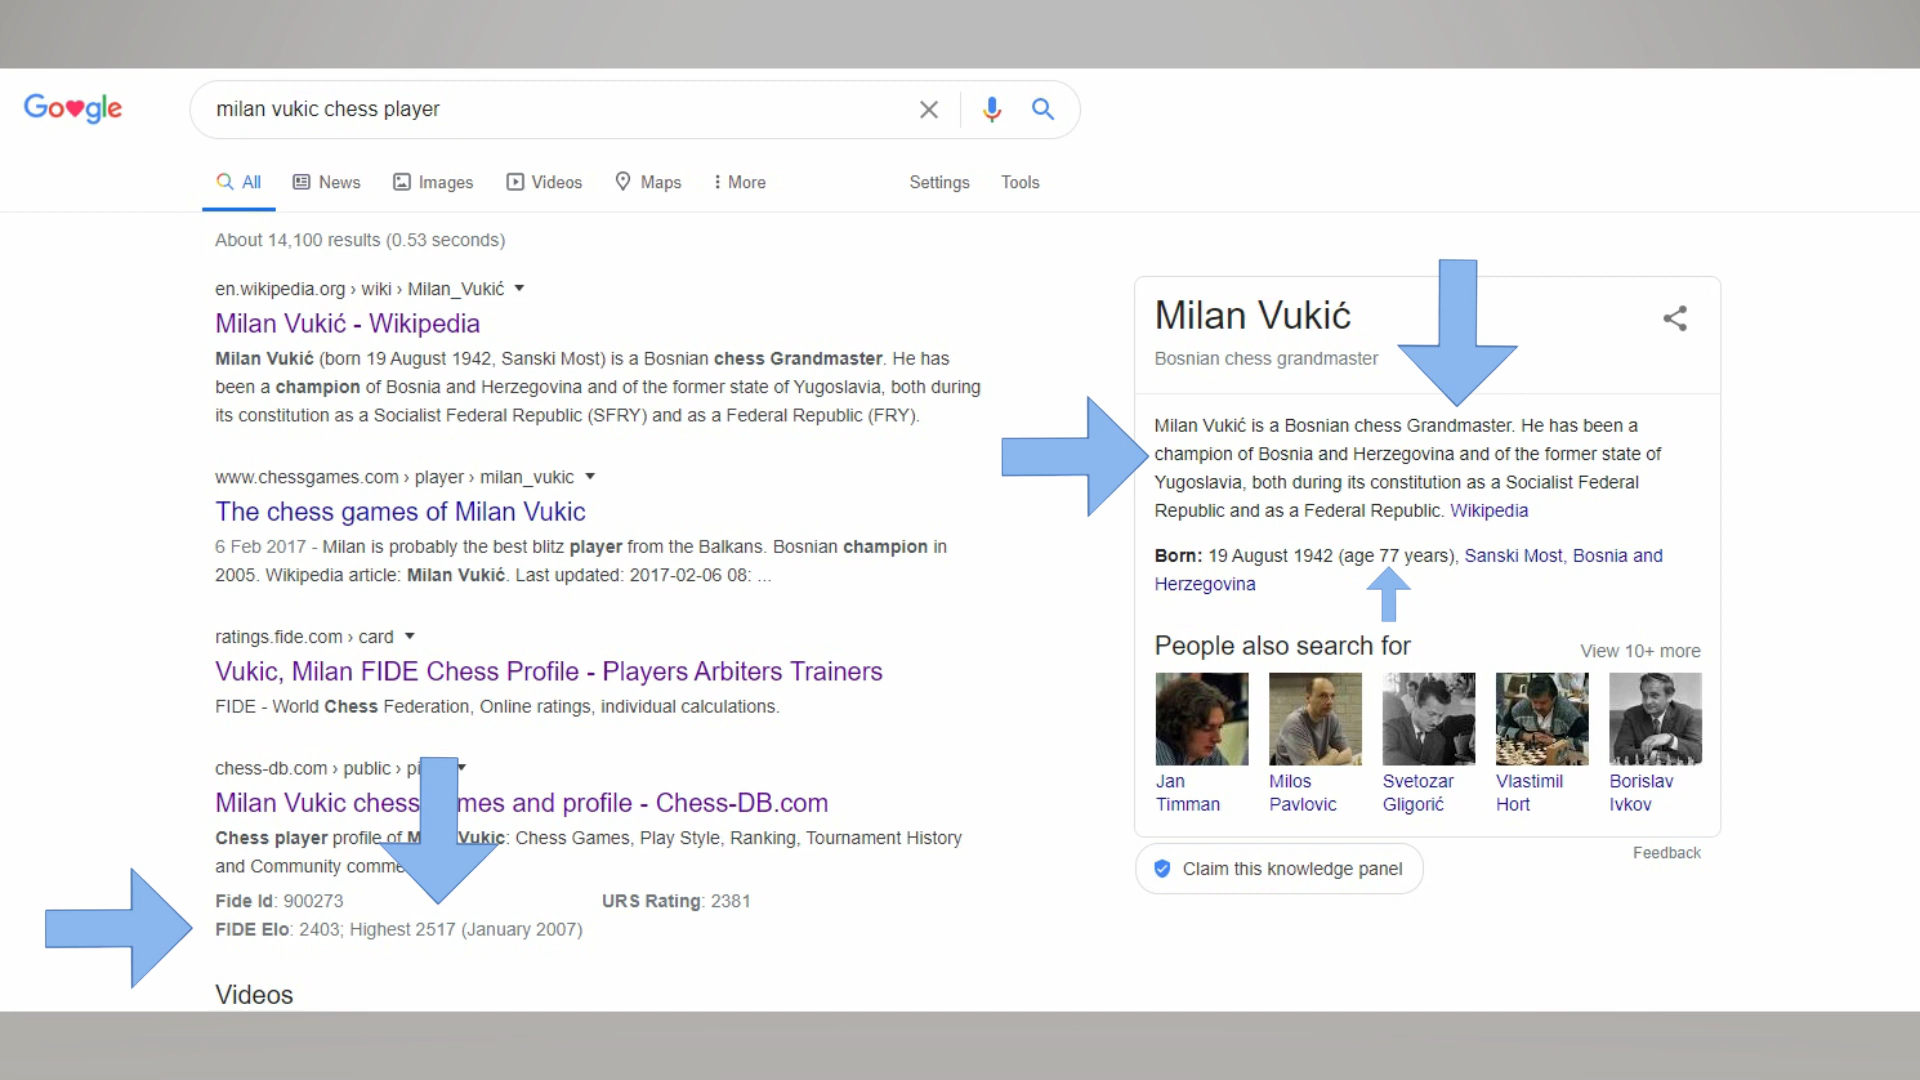 Google
milan vukic chess player
All
News
Images
Videos
Maps
More
Settings
Tools
About 14,100 results (0.53 seconds)
en.wikipedia.org › wiki › Milan_Vukić
Milan Vukić - Wikipedia
Milan Vukić (born 19 August 1942, Sanski Most) is a Bosnian chess Grandmaster. He has
been a champion of Bosnia and Herzegovina and of the former state of Yugoslavia, both during
its constitution as a Socialist Federal Republic (SFRY) and as a Federal Republic (FRY).
www.chessgames.com › player › milan_vukic
The chess games of Milan Vukic
6 Feb 2017 - Milan is probably the best blitz player from the Balkans. Bosnian champion in
2005. Wikipedia article: Milan Vukić. Last updated: 2017-02-06 08: ...
ratings.fide.com › card
Vukic, Milan FIDE Chess Profile - Players Arbiters Trainers
FIDE - World Chess Federation, Online ratings, individual calculations.
chess-db.com › public ›
Milan Vukic chess and profile - Chess-DB.com
Chess player profile of Vukic: Chess Games, Play Style, Ranking, Tournament History
and Community
Fide Id: 900273
URS Rating: 2381
FIDE Elo: 2403; Highest 2517 (January 2007)
Videos
Milan Vukić
Bosnian chess grandmaster
Milan Vukić is a Bosnian chess Grandmaster. He has been a
champion of Bosnia and Herzegovina and of the former state of
Yugoslavia, both during its constitution as a Socialist Federal
Republic and as a Federal Republic. Wikipedia
Born: 19 August 1942 (age 77 years), Sanski Most, Bosnia and
Herzegovina
People also search for
View 10+ more
Jan
Timman
Milos
Pavlovic
Svetozar
Gligorić
Vlastimil
Hort
Borislav
Ivkov
Feedback
Claim this knowledge panel